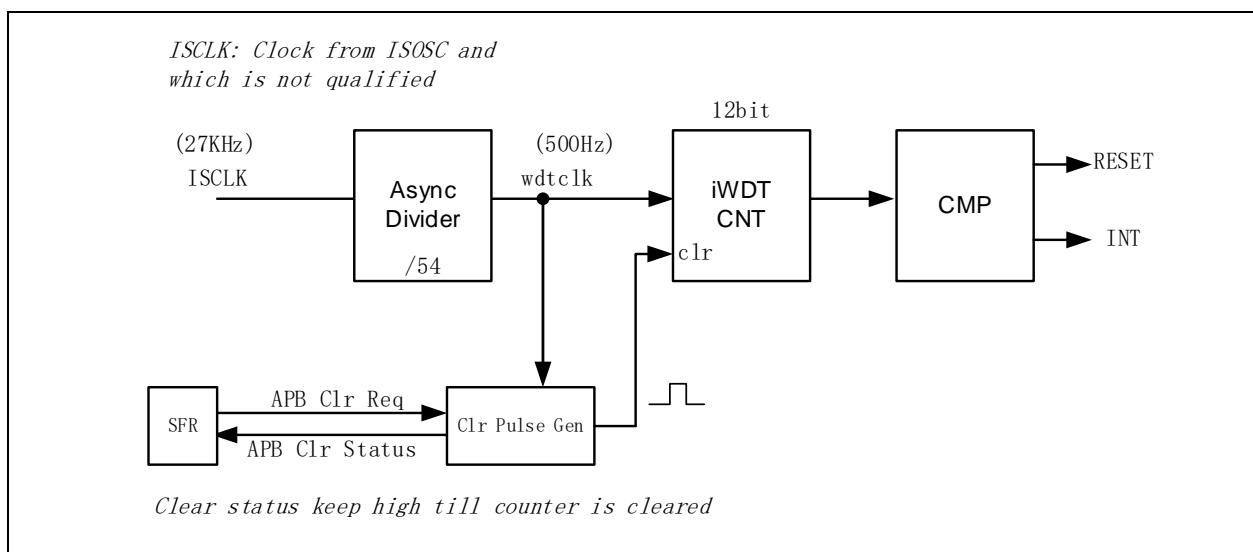 ISCLK: Clock from ISOSC and
which is not qualified
12bit
(27KHz)
(500Hz)
ISCLK
wdtclk
Async
Divider
/54
iWDT
CNT
clr
CMP
RESET
INT
SFR
APB Clr Req
APB Clr Status
Clr Pulse Gen
Clear status keep high till counter is cleared